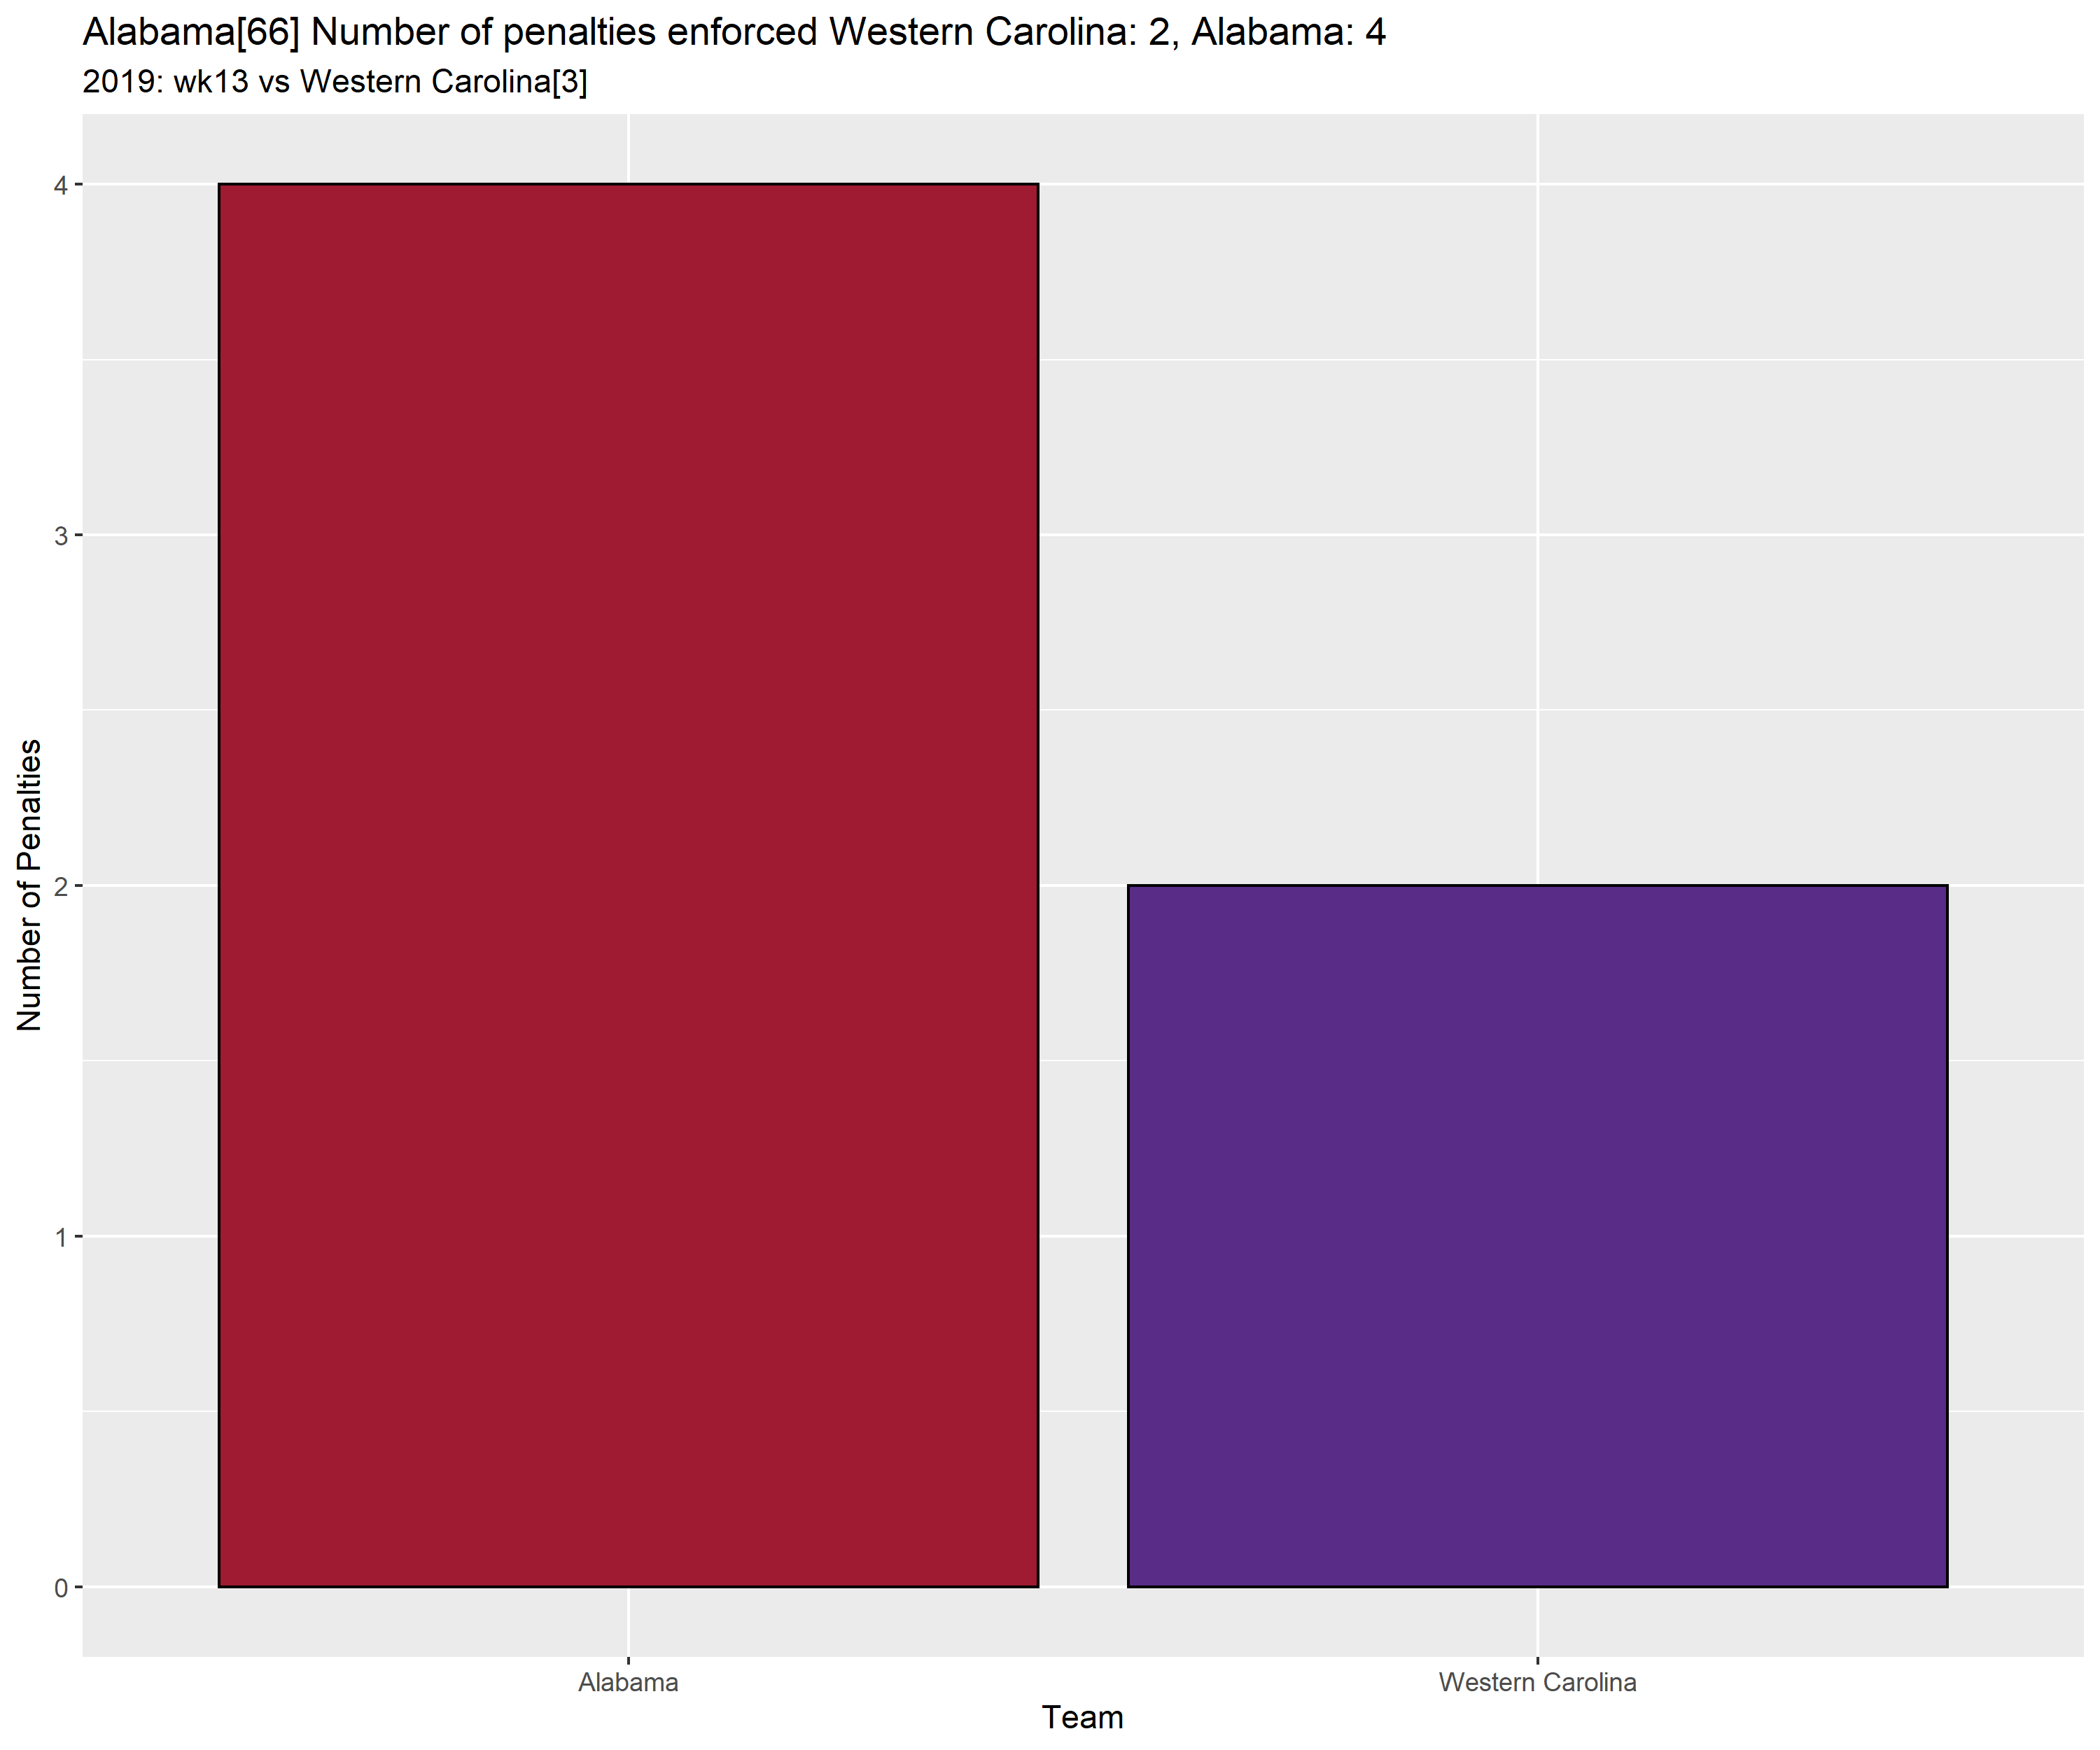 Alabama[66] Number of penalties enforced Western Carolina: 2, Alabama: 4
2019: wk13 vs Western Carolina[3]
Number of Penalties
4
3
2
1
0
Alabama
Western Carolina
Team